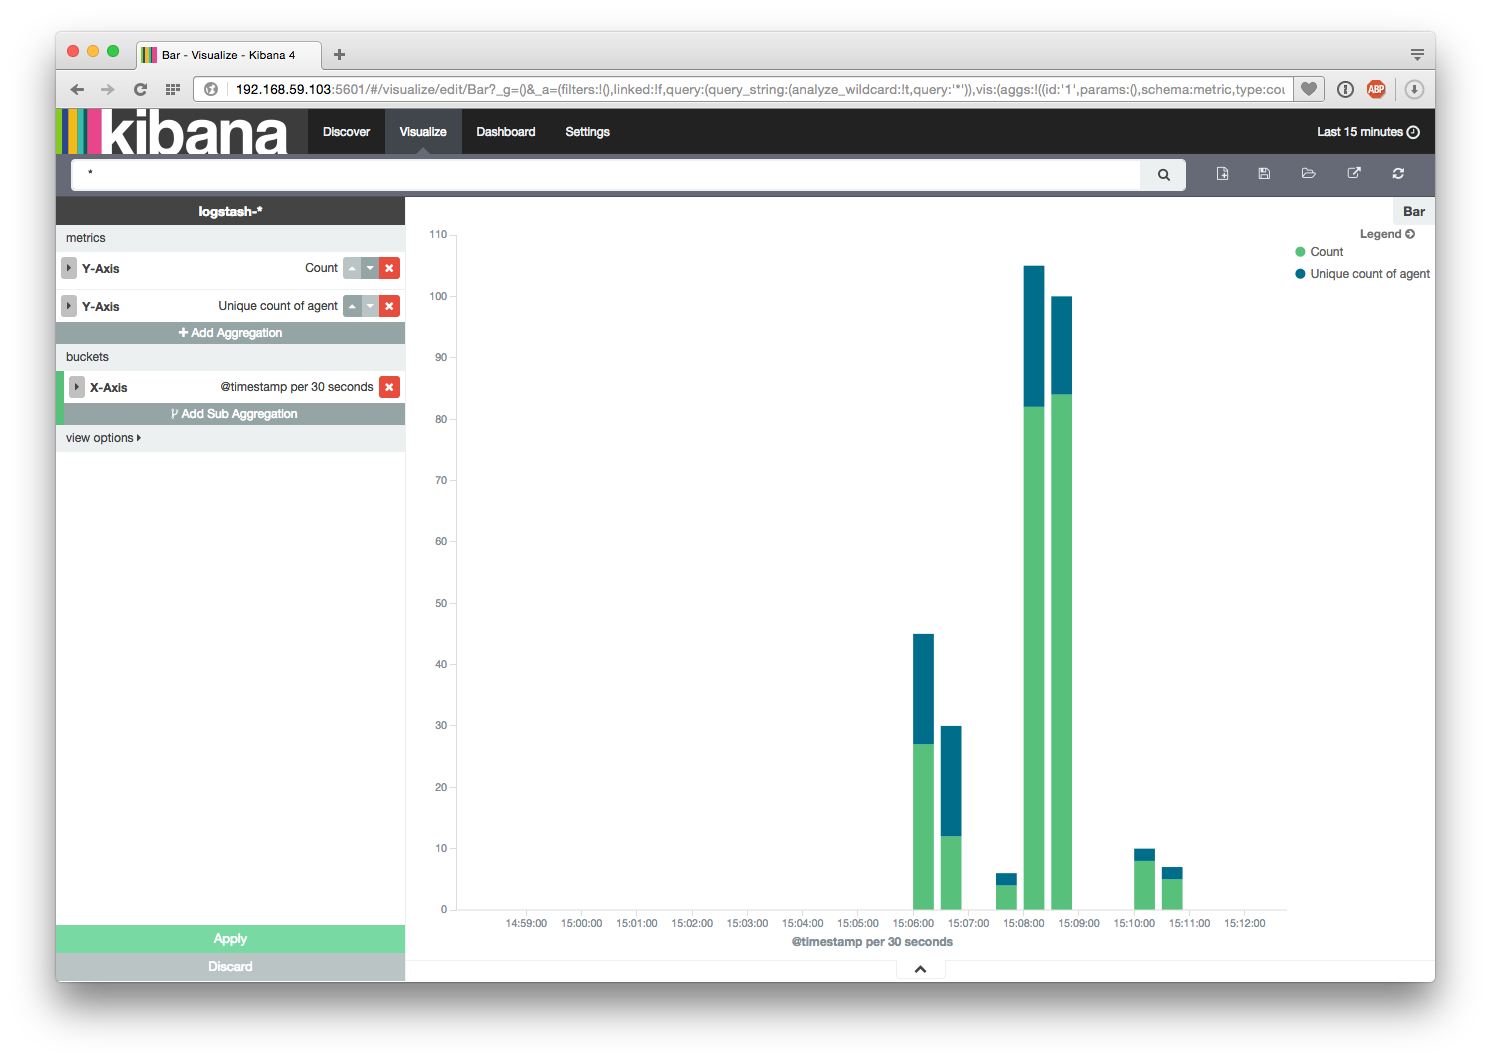 Bar - Visualize - Kibana 4
192.168.59.103:5601/#/visualize/edit/Bar?_g=()&_a=(filters:!(),linked:!f,query:(query_string:(analyze_wildcard:!t,query:'*')),vis:(aggs:!((id:'1',params:(),schema:metric,type:cou
ABP
kibana
Discover
Visualize
Dashboard
Settings
Last 15 minutes
*
logstash-*
metrics
Y-Axis Count
Y-Axis Unique count of agent
Add Aggregation
buckets
X-Axis @timestamp per 30 seconds
Add Sub Aggregation
view options
Apply
Discard
Bar
Legend
Count
Unique count of agent
110
100
90
80
70
60
50
40
30
20
10
0
14:59:00 15:00:00 15:01:00 15:02:00 15:03:00 15:04:00 15:05:00 15:06:00 15:07:00 15:08:00 15:09:00 15:10:00 15:11:00 15:12:00
@timestamp per 30 seconds